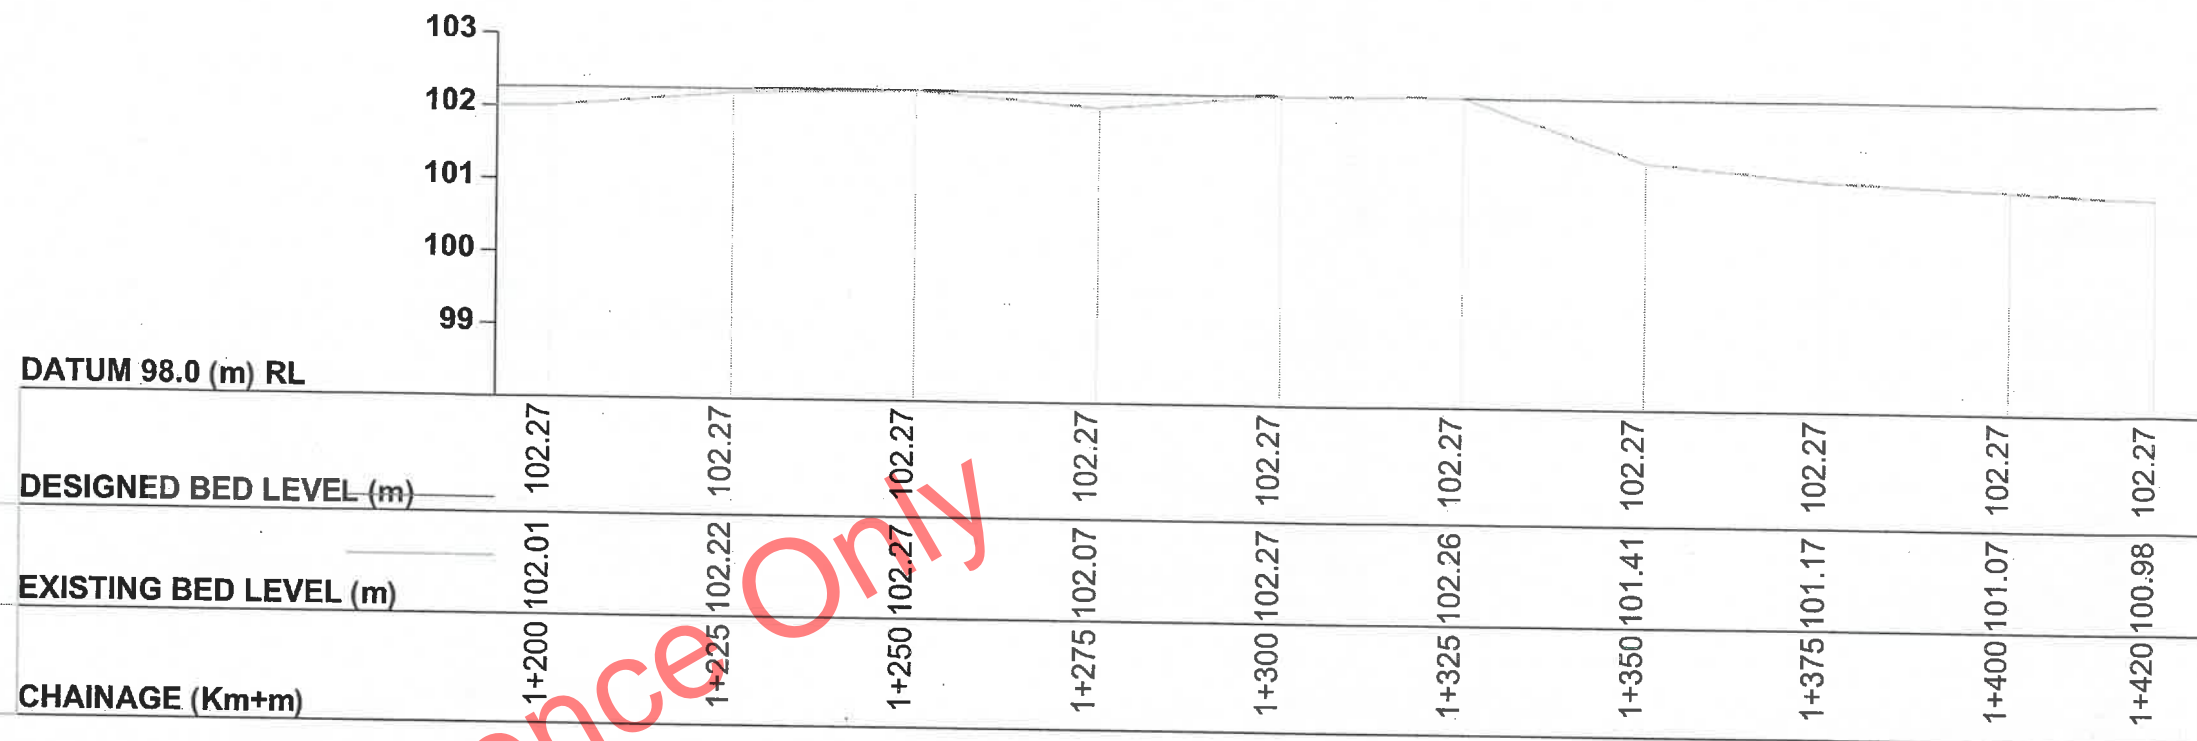 103
102
101
100
99
DATUM 98.0 (m) RL
DESIGNED BED LEVEL (m) 102.27 102.27 102.27 102.27 102.27 102.27 102.27 102.27 102.27 102.27
EXISTING BED LEVEL (m) 102.01 102.22 102.27 102.07 102.27 102.26 101.41 101.17 101.07 100.98
CHAINAGE (Km+m) 1+200 1+225 1+250 1+275 1+300 1+325 1+350 1+375 1+400 1+420
ence Only